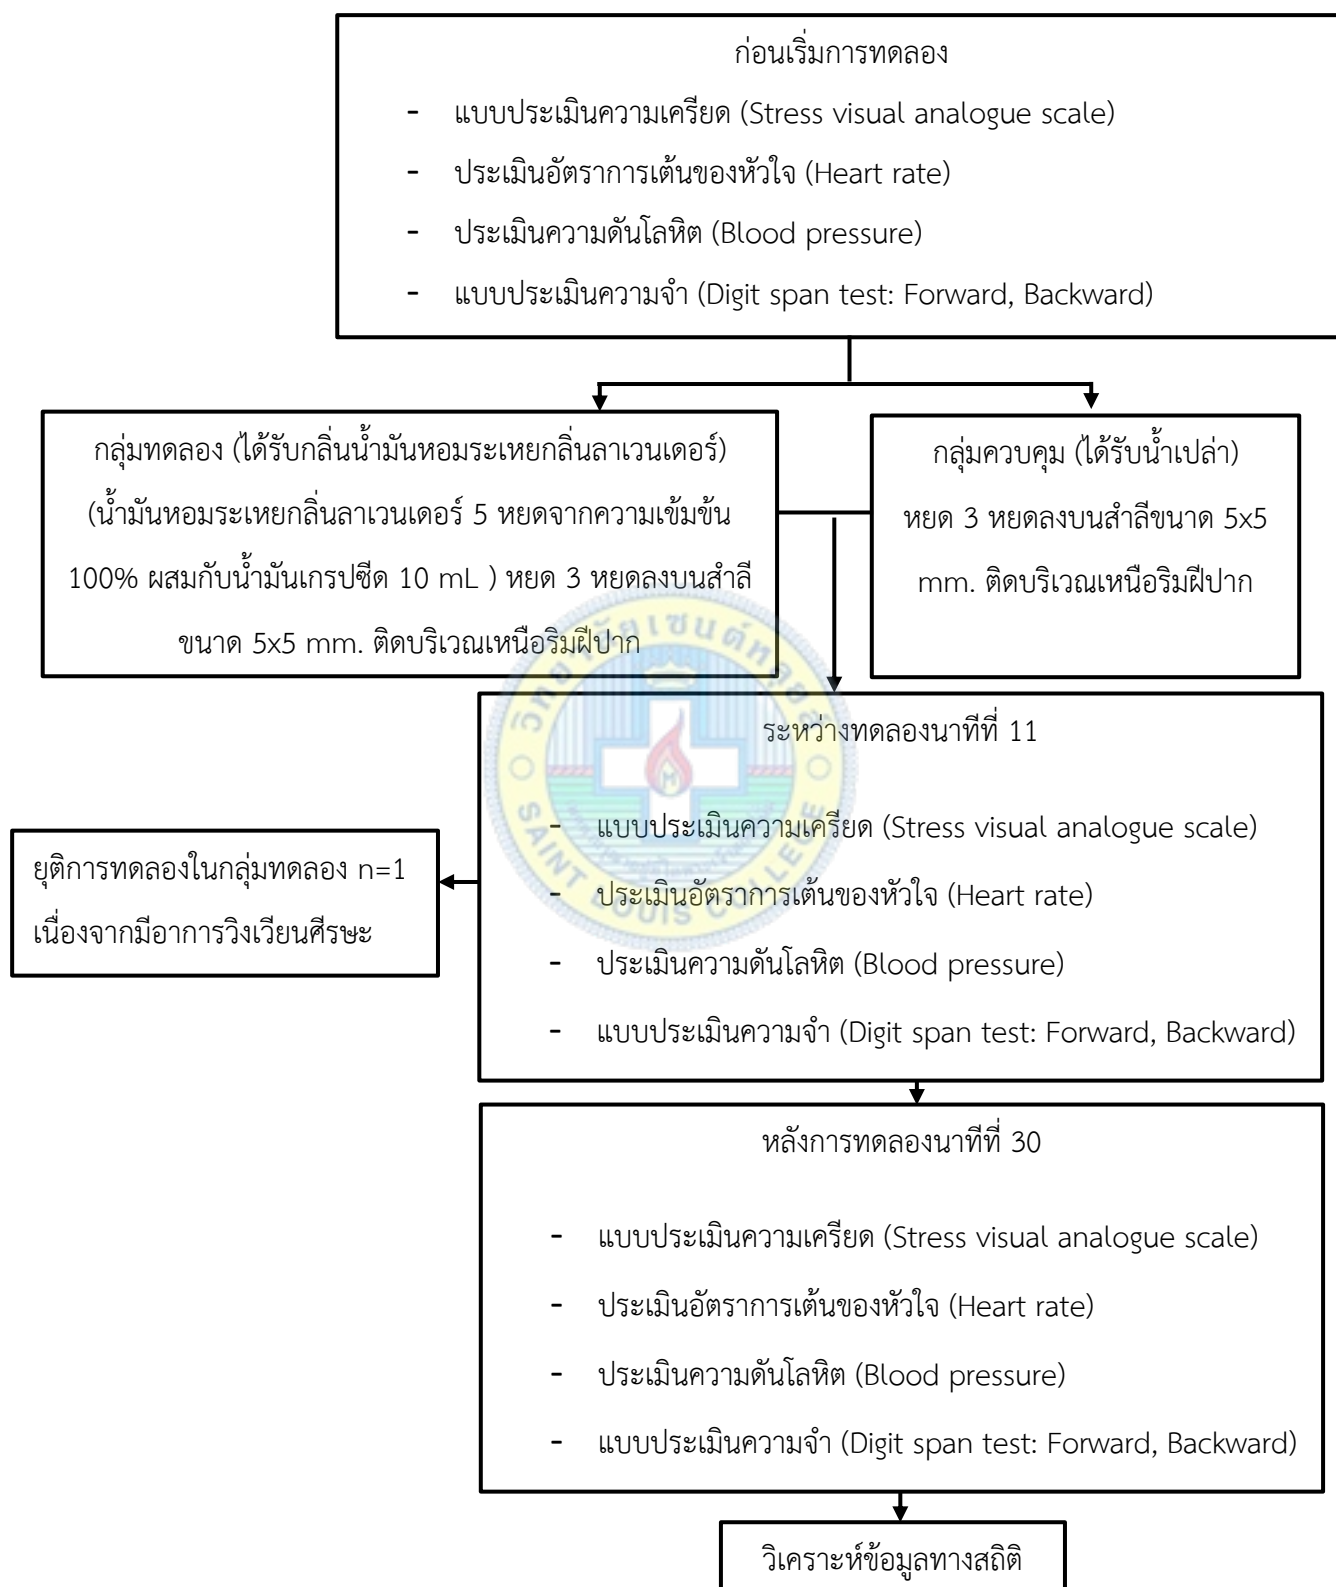 ก่อนเริ่มการทดลอง
- แบบประเมินความเครียด (Stress visual analogue scale)
- ประเมินอัตราการเต้นของหัวใจ (Heart rate)
- ประเมินความดันโลหิต (Blood pressure)
- แบบประเมินความจำ (Digit span test: Forward, Backward)
กลุ่มทดลอง (ได้รับกลิ่นน้ำมันหอมระเหยกลิ่นลาเวนเดอร์)
(น้ำมันหอมระเหยกลิ่นลาเวนเดอร์ 5 หยดจากความเข้มข้น
100% ผสมกับน้ำมันเกรปซีด 10 mL ) หยด 3 หยดลงบนสำลี
ขนาด 5x5 mm. ติดบริเวณเหนือริมฝีปาก
กลุ่มควบคุม (ได้รับน้ำเปล่า)
หยด 3 หยดลงบนสำลีขนาด 5x5
mm. ติดบริเวณเหนือริมฝีปาก
วิทยาลัยเซนต์หลุยส์
SAINT LOUIS COLLEGE
M
ระหว่างทดลองนาทีที่ 11
- แบบประเมินความเครียด (Stress visual analogue scale)
- ประเมินอัตราการเต้นของหัวใจ (Heart rate)
- ประเมินความดันโลหิต (Blood pressure)
- แบบประเมินความจำ (Digit span test: Forward, Backward)
ยุติการทดลองในกลุ่มทดลอง n=1
เนื่องจากมีอาการวิงเวียนศีรษะ
หลังการทดลองนาทีที่ 30
- แบบประเมินความเครียด (Stress visual analogue scale)
- ประเมินอัตราการเต้นของหัวใจ (Heart rate)
- ประเมินความดันโลหิต (Blood pressure)
- แบบประเมินความจำ (Digit span test: Forward, Backward)
วิเคราะห์ข้อมูลทางสถิติ